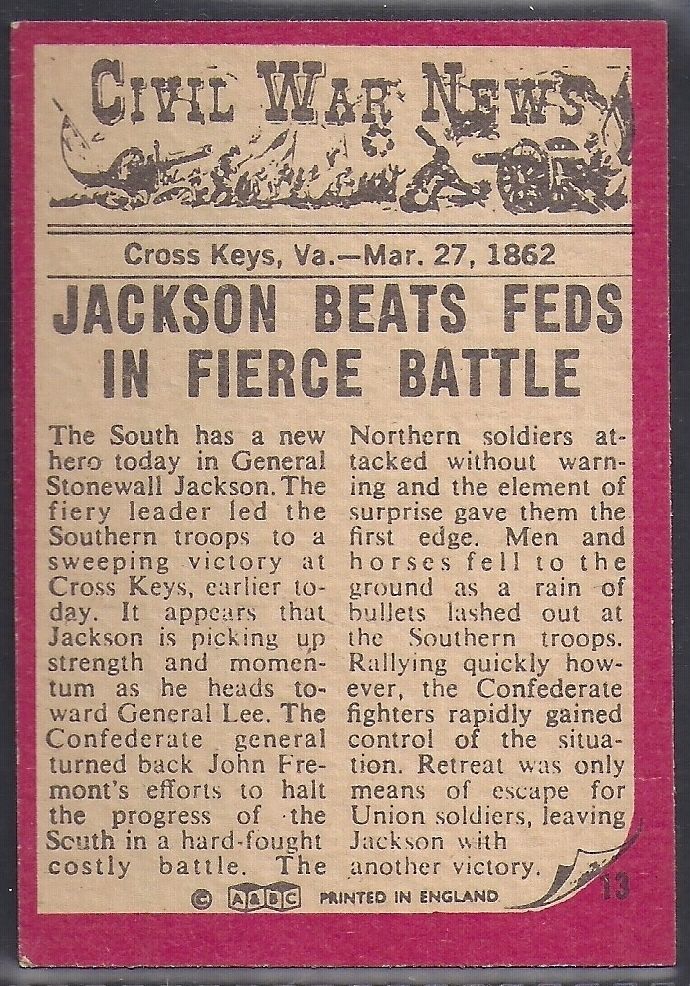 CIVIL WAR NEWS
Cross Keys, Va.—Mar. 27, 1862
JACKSON BEATS FEDS
IN FIERCE BATTLE
The South has a new
hero today in General
Stonewall Jackson. The
fiery leader led the
Southern troops to a
sweeping victory at
Cross Keys, earlier to-
day. It appears that
Jackson is picking up
strength and momen-
tum as he heads to-
ward General Lee. The
Confederate general
turned back John Fre-
mont's efforts to halt
the progress of the
South in a hard-fought
costly battle. The
Northern soldiers at-
tacked without warn-
ing and the element of
surprise gave them the
first edge. Men and
horses fell to the
ground as a rain of
bullets lashed out at
the Southern troops.
Rallying quickly how-
ever, the Confederate
fighters rapidly gained
control of the situa-
tion. Retreat was only
means of escape for
Union soldiers, leaving
Jackson with
another victory.
© A&BC PRINTED IN ENGLAND
13